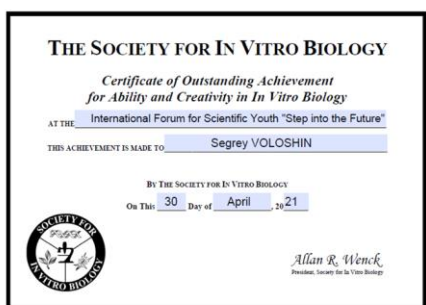 THE SOCIETY FOR IN VITRO BIOLOGY
Certificate of Outstanding Achievement
for Ability and Creativity in In Vitro Biology
AT THE International Forum for Scientific Youth "Step into the Future"
THIS ACHIEVEMENT IS MADE TO Segrey VOLOSHIN
BY THE SOCIETY FOR IN VITRO BIOLOGY
On This 30 Day of April, 2021
SOCIETY FOR
IN VITRO BIOLOGY
Allan R. Wenck
President, Society for In Vitro Biology